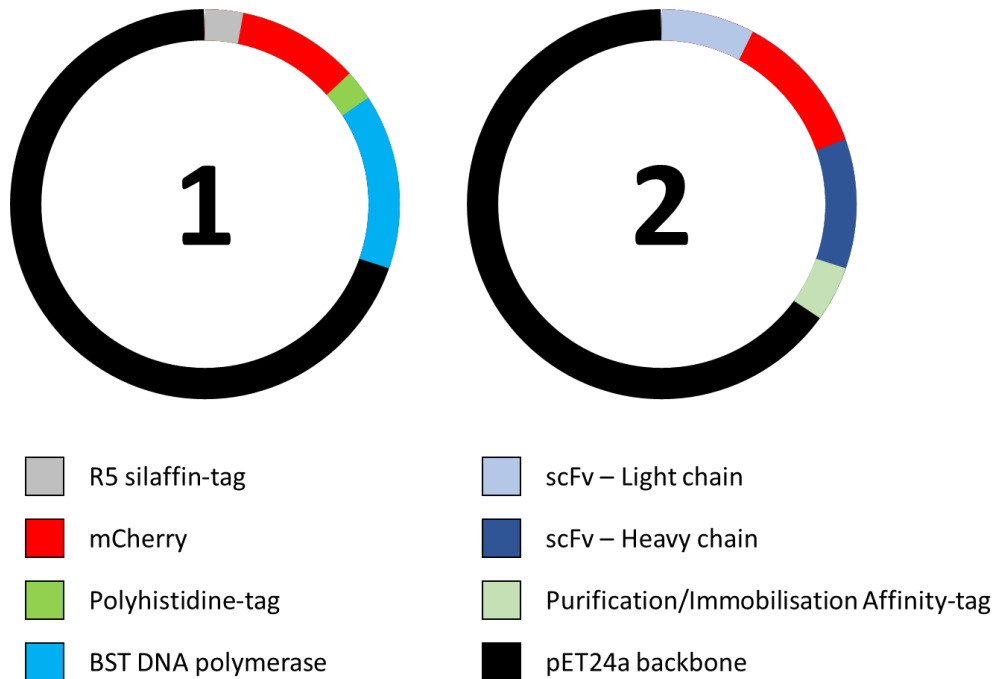 1
2
R5 silaffin-tag
mCherry
Polyhistidine-tag
BST DNA polymerase
scFv – Light chain
scFv – Heavy chain
Purification/Immobilisation Affinity-tag
pET24a backbone